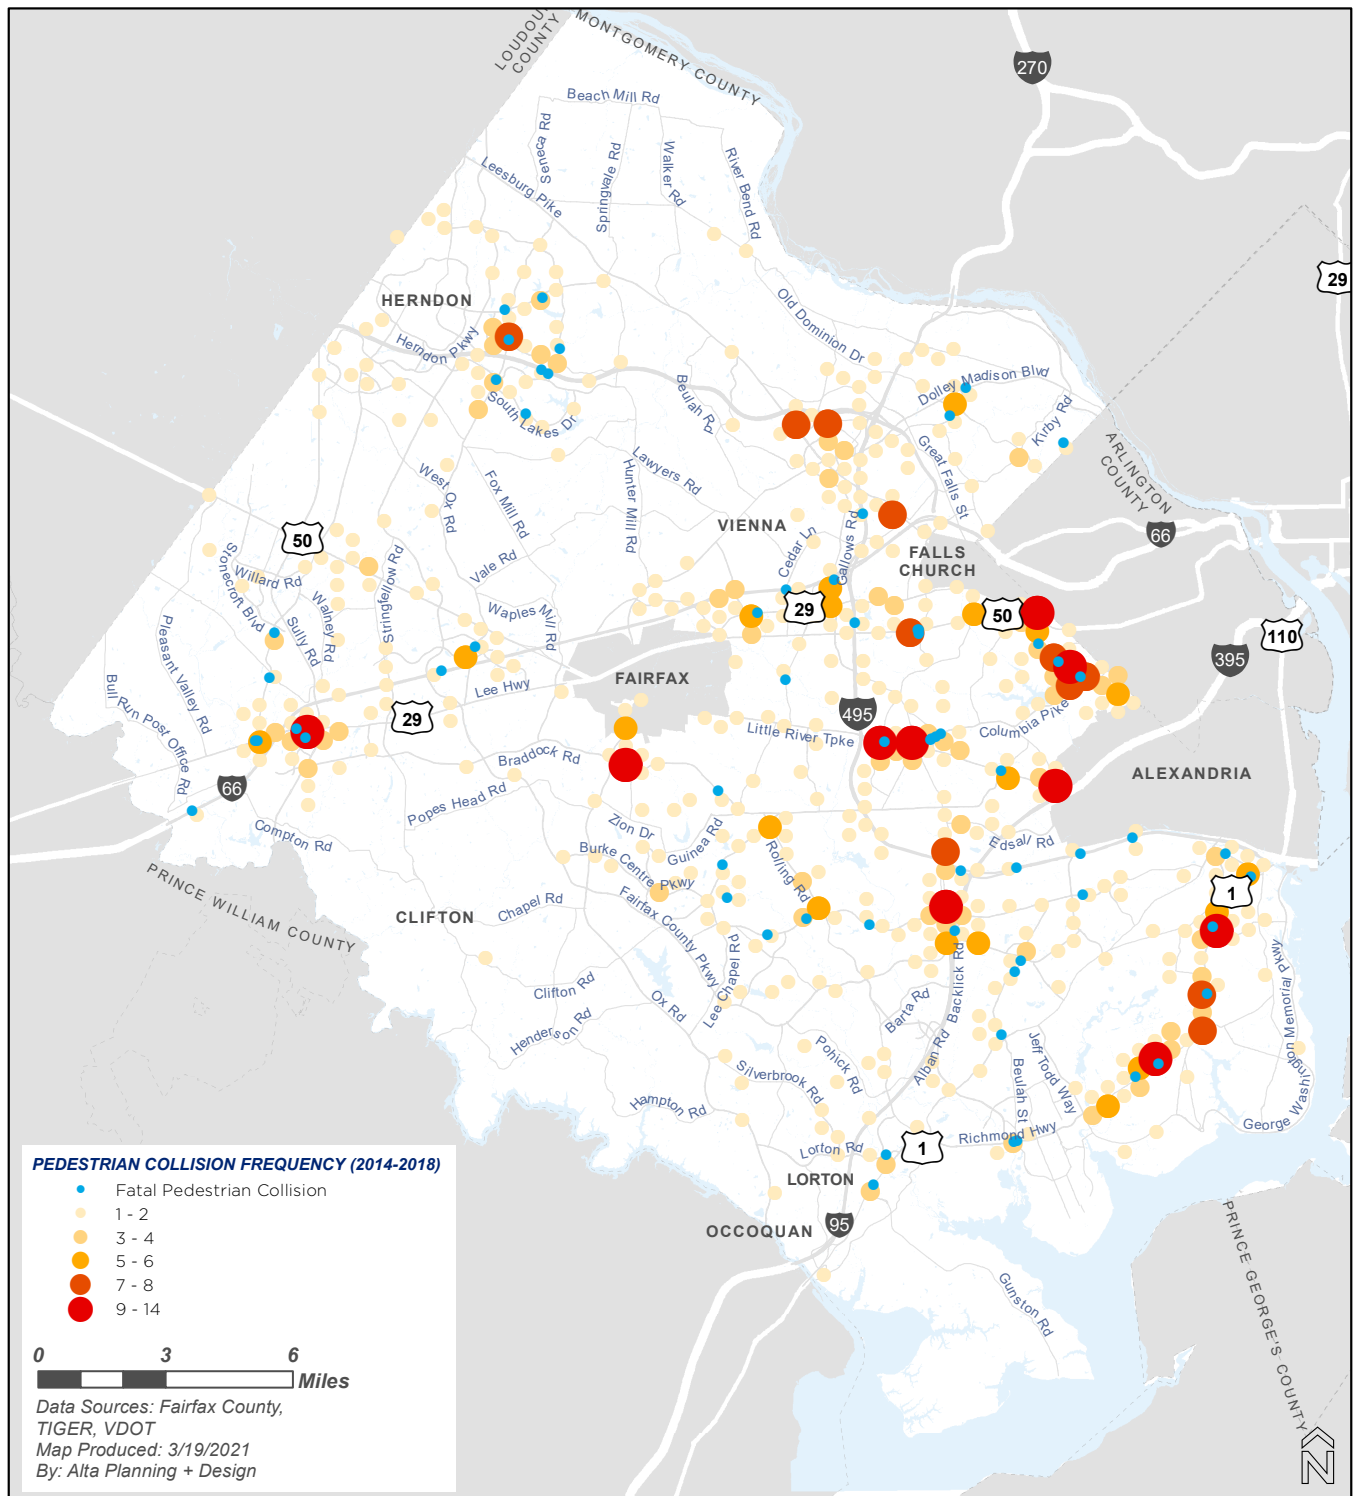 LOUDOUN
COUNTY
MONTGOMERY COUNTY
270
Beach Mill Rd
Seneca Rd
Springvale Rd
Walker Rd
River Bend Rd
Leesburg Pike
29
HERNDON
Herndon Pkwy
Old Dominion Dr
Dolley Madison Blvd
South Lakes Dr
Beulah Rd
Kirby Rd
Great Falls St
ARLINGTON
COUNTY
Lawyers Rd
West Ox Rd
Fox Mill Rd
Hunter Mill Rd
VIENNA
Cedar Ln
Gallows Rd
FALLS
CHURCH
66
50
Stonecroft Blvd
Willard Rd
Walney Rd
Sully Rd
Stringfellow Rd
Vale Rd
Waples Mill Rd
29
50
110
395
Pleasant Valley Rd
Bull Run Post Office Rd
FAIRFAX
Lee Hwy
29
495
Little River Tpke
Columbia Pike
Braddock Rd
ALEXANDRIA
66
Popes Head Rd
Compton Rd
Zion Dr
Guinea Rd
Burke Centre Pkwy
Rolling Rd
Edsall Rd
PRINCE WILLIAM COUNTY
CLIFTON
Chapel Rd
Fairfax County Pkwy
Lee Chapel Rd
1
Backlick Rd
Clifton Rd
Ox Rd
Henderson Rd
Barta Rd
Alban Rd
Pohick Rd
Silverbrook Rd
Hampton Rd
Jeff Todd Way
Beulah St
George Washington Memorial Pkwy
Richmond Hwy
Lorton Rd
1
LORTON
OCCOQUAN
95
Gunston Rd
PRINCE GEORGE'S COUNTY
PEDESTRIAN COLLISION FREQUENCY (2014-2018)
Fatal Pedestrian Collision
1 - 2
3 - 4
5 - 6
7 - 8
9 - 14
0 3 6
Miles
Data Sources: Fairfax County,
TIGER, VDOT
Map Produced: 3/19/2021
By: Alta Planning + Design
N